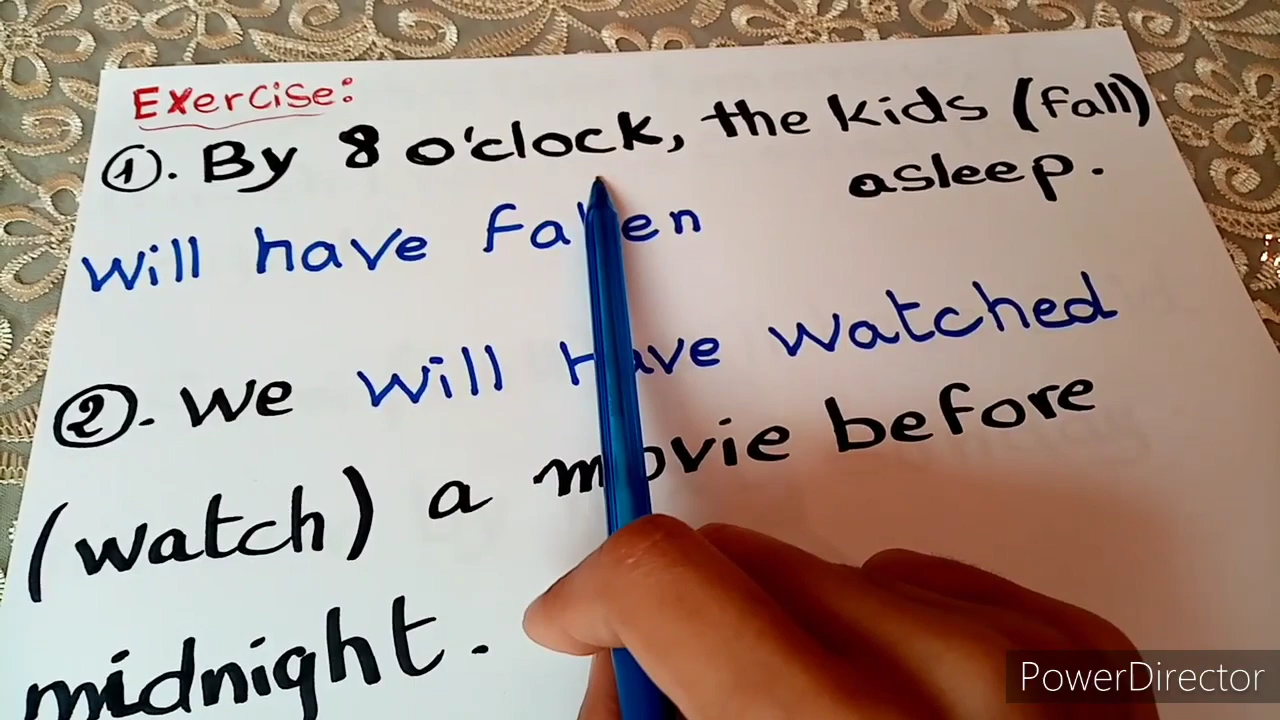 Exercise:
①. By 8 o'clock, the kids (fall)
asleep.
will have fallen
②. We will have watched
(watch) a movie before
midnight.
PowerDirector